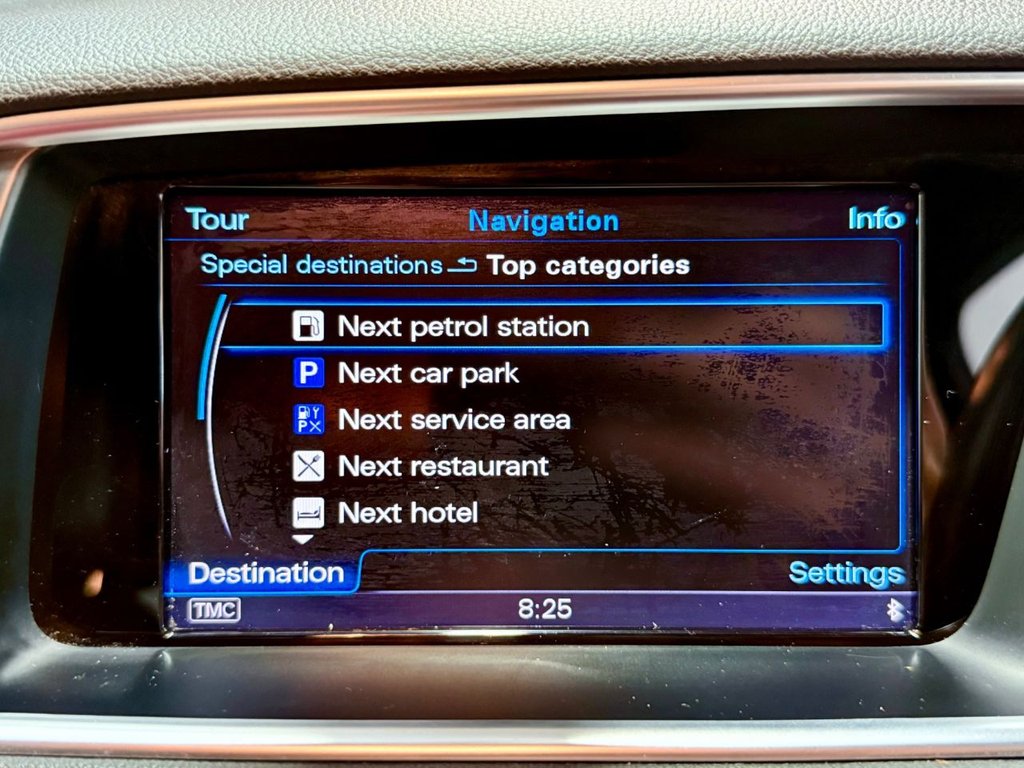 Tour Navigation Info
Special destinations Top categories
Next petrol station
P Next car park
P Next service area
Next restaurant
Next hotel
Destination Settings
TMC 8:25